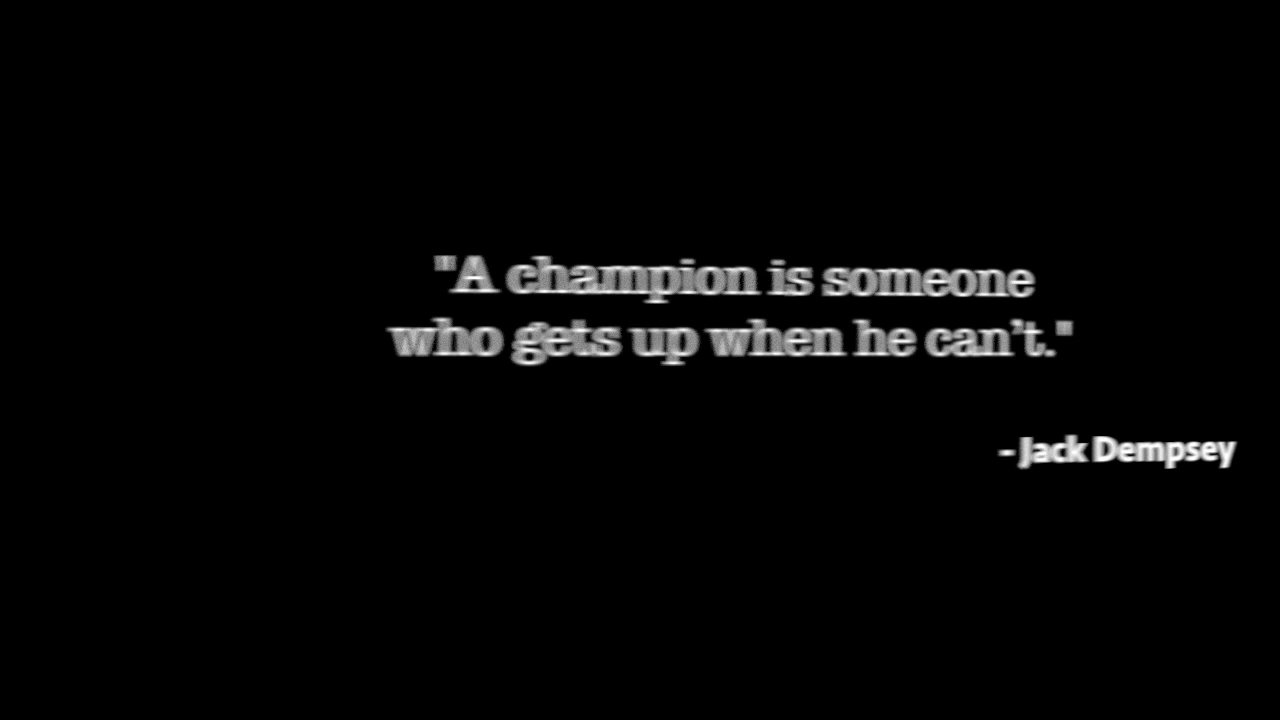 "A champion is someone
who gets up when he can’t."
- Jack Dempsey